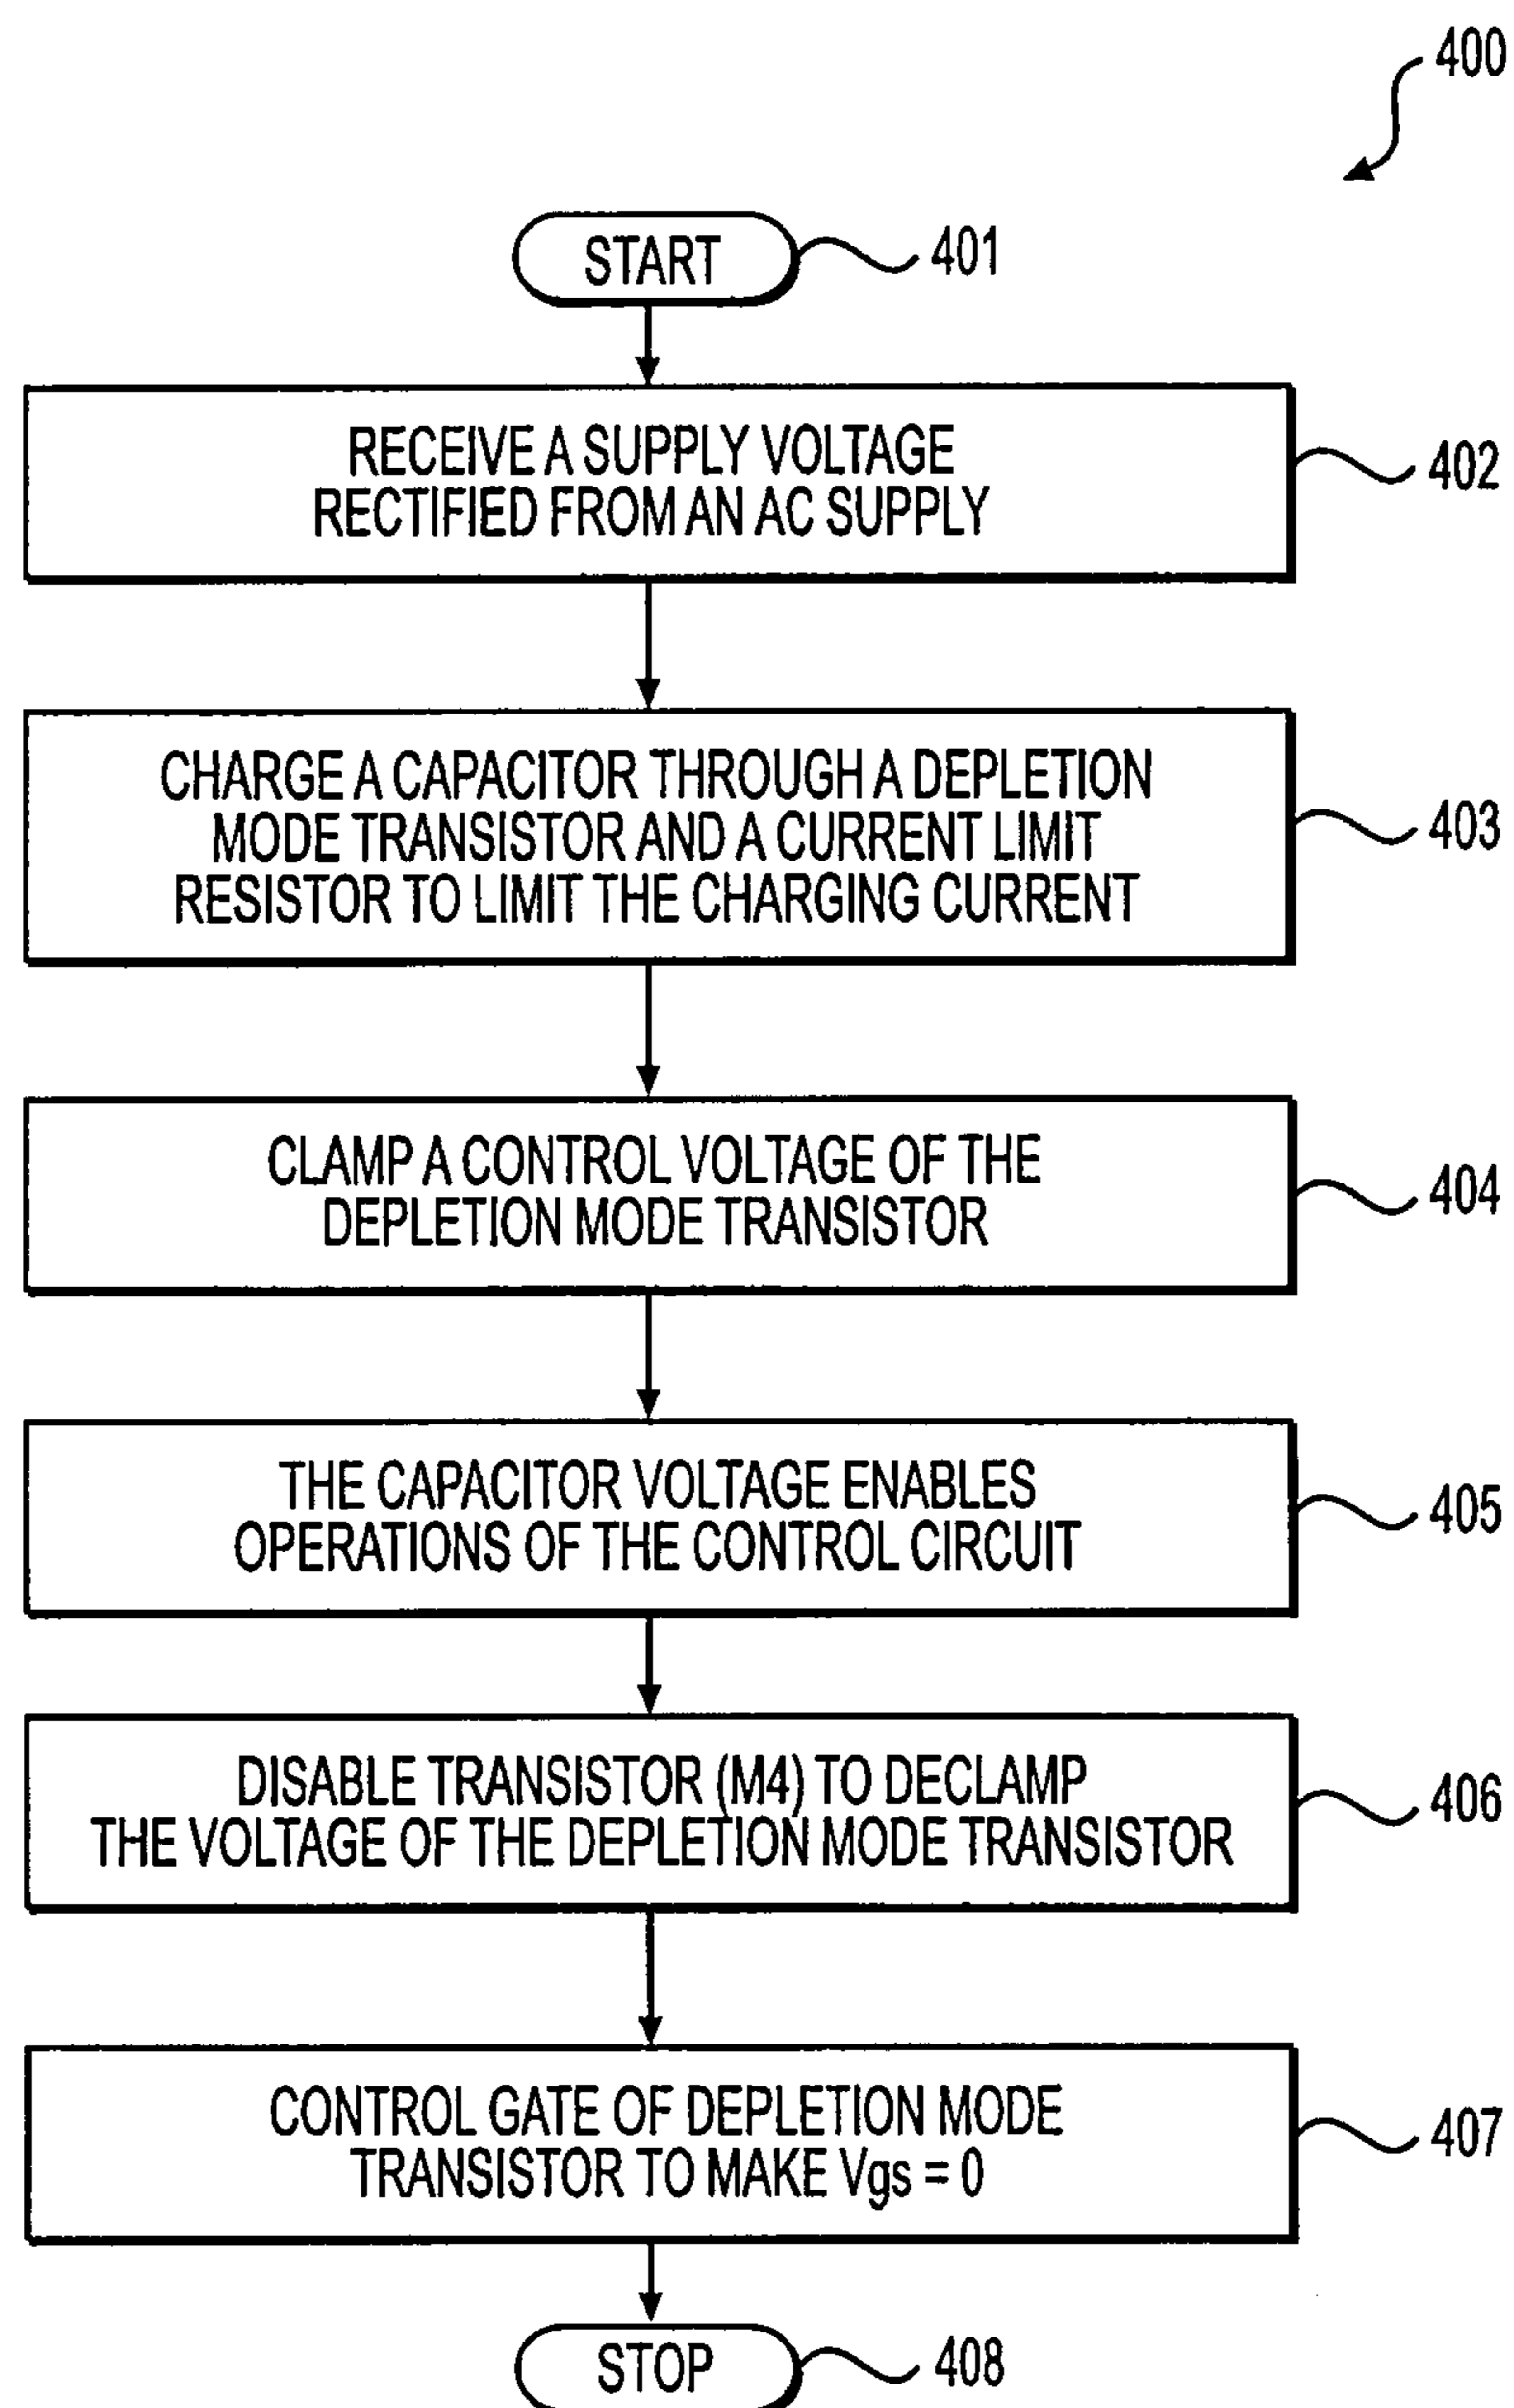 400
START
401
RECEIVE A SUPPLY VOLTAGE
RECTIFIED FROM AN AC SUPPLY
402
CHARGE A CAPACITOR THROUGH A DEPLETION
MODE TRANSISTOR AND A CURRENT LIMIT
RESISTOR TO LIMIT THE CHARGING CURRENT
403
CLAMP A CONTROL VOLTAGE OF THE
DEPLETION MODE TRANSISTOR
404
THE CAPACITOR VOLTAGE ENABLES
OPERATIONS OF THE CONTROL CIRCUIT
405
DISABLE TRANSISTOR (M4) TO DECLAMP
THE VOLTAGE OF THE DEPLETION MODE TRANSISTOR
406
CONTROL GATE OF DEPLETION MODE
TRANSISTOR TO MAKE Vgs = 0
407
STOP
408